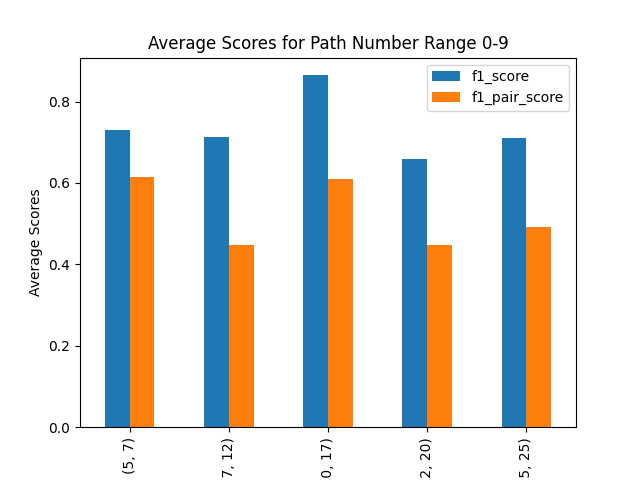 Average Scores for Path Number Range 0-9
f1_score
f1_pair_score
Average Scores
0.8
0.6
0.4
0.2
0.0
(5, 7)
7, 12)
0, 17)
2, 20)
5, 25)